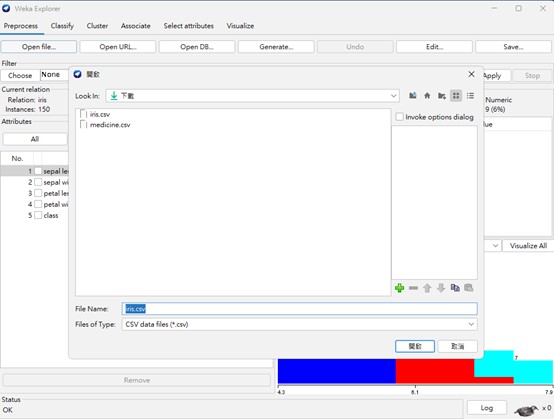 Weka Explorer
Preprocess Classify Cluster Associate Select attributes Visualize
Open file... Open URL... Open DB... Generate... Undo Edit... Save...
Filter
Choose None Apply Stop
Current relation
Relation: iris
Instances: 150
Attributes
All
No.
1 sepal le
2 sepal wi
3 petal le
4 petal wi
5 class
Remove
開啟
Look In: 下載
iris.csv
medicine.csv
Invoke options dialog
File Name: iris.csv
Files of Type: CSV data files (*.csv)
開啟 取消
Numeric
9 (6%)
ue
Visualize All
7
4.3 6.1 7.9
Status
OK
Log x 0